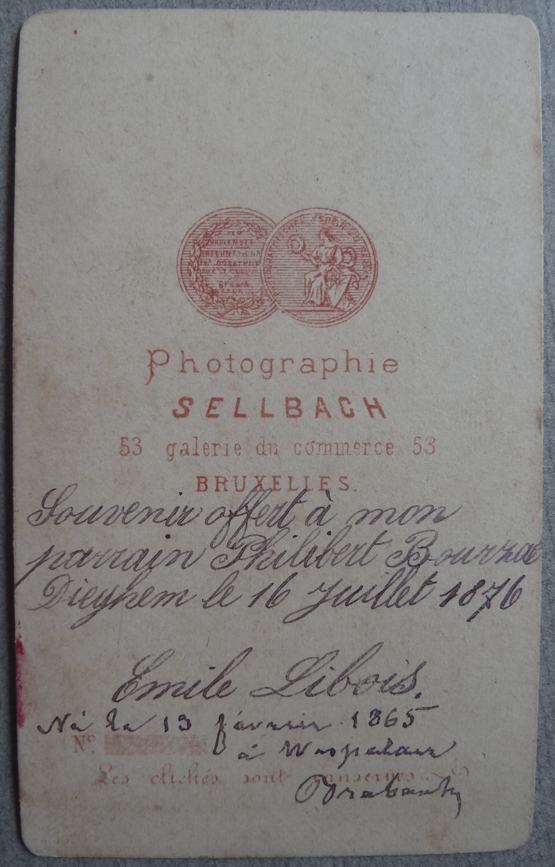 Photographie
SELLBACH
53 galerie du commerce 53
BRUXELLES.
Souvenir offert à mon
parrain Philibert Bourzac
Dieghem le 16 Juillet 1876
Emile Libois.
Né le 13 février 1865
No.
à
Les clichés sont conservés
(Brabant)